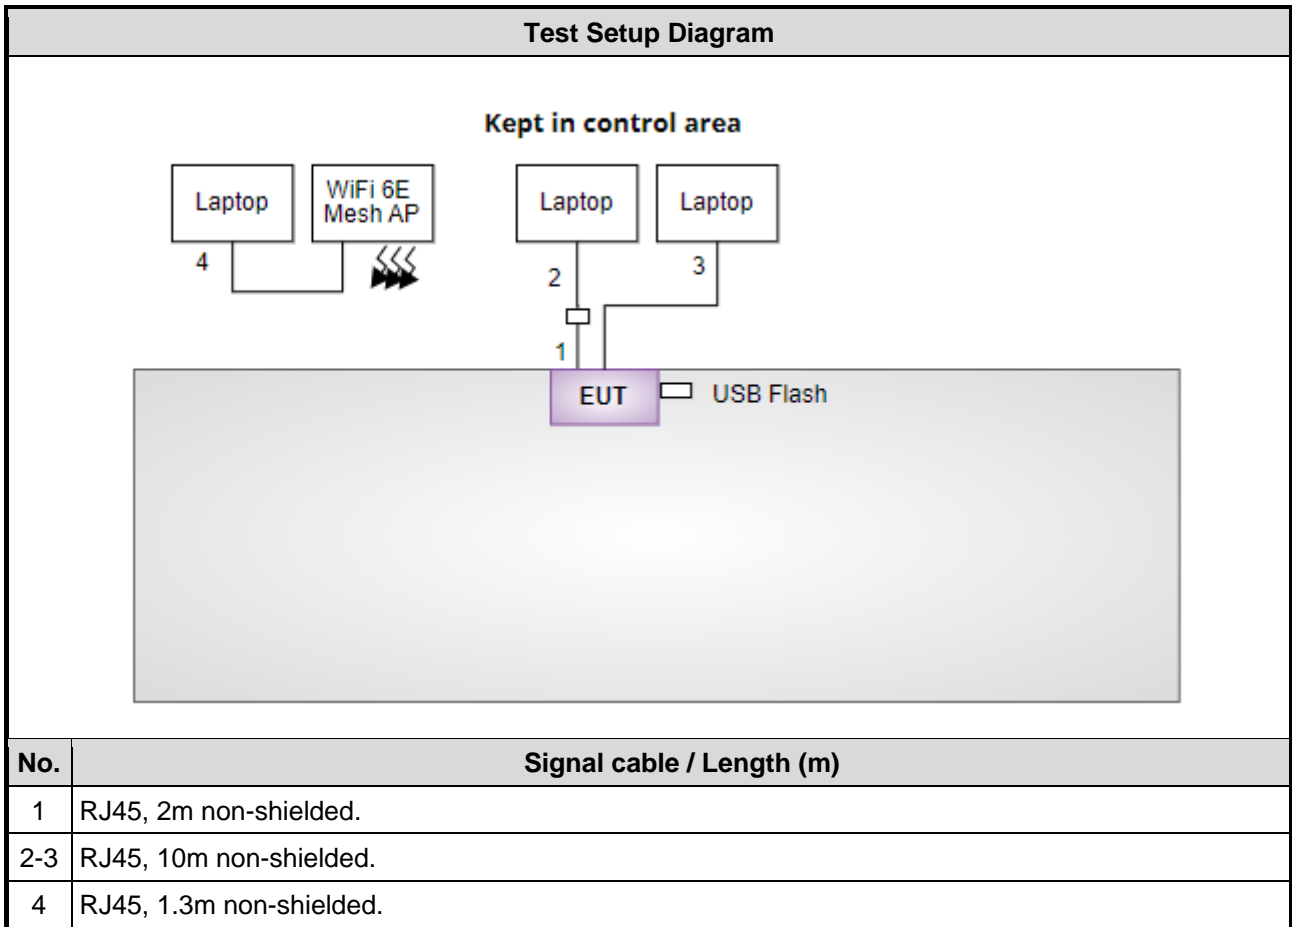 Test Setup Diagram
Kept in control area
Laptop
WiFi 6E
Mesh AP
Laptop
Laptop
4
2
3
1
EUT
USB Flash
No. Signal cable / Length (m)
1 RJ45, 2m non-shielded.
2-3 RJ45, 10m non-shielded.
4 RJ45, 1.3m non-shielded.